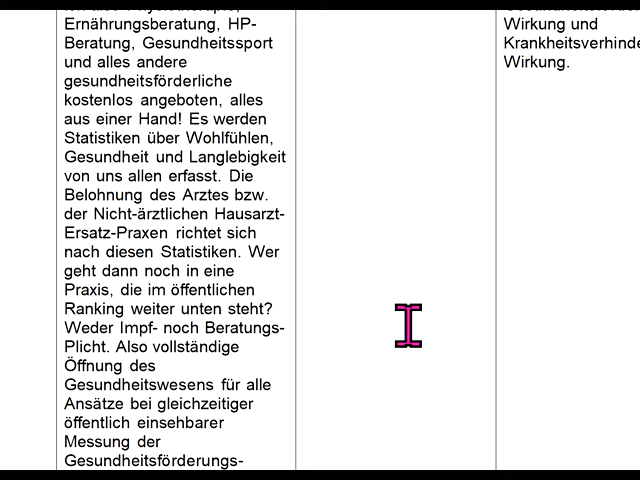 Ernährungsberatung, HP-
Beratung, Gesundheitssport
und alles andere
gesundheitsförderliche
kostenlos angeboten, alles
aus einer Hand! Es werden
Statistiken über Wohlfühlen,
Gesundheit und Langlebigkeit
von uns allen erfasst. Die
Belohnung des Arztes bzw.
der Nicht-ärztlichen Hausarzt-
Ersatz-Praxen richtet sich
nach diesen Statistiken. Wer
geht dann noch in eine
Praxis, die im öffentlichen
Ranking weiter unten steht?
Weder Impf- noch Beratungs-
Plicht. Also vollständige
Öffnung des
Gesundheitswesens für alle
Ansätze bei gleichzeitiger
öffentlich einsehbarer
Messung der
Gesundheitsförderungs-
Wirkung und
Krankheitsverhinde
Wirkung.